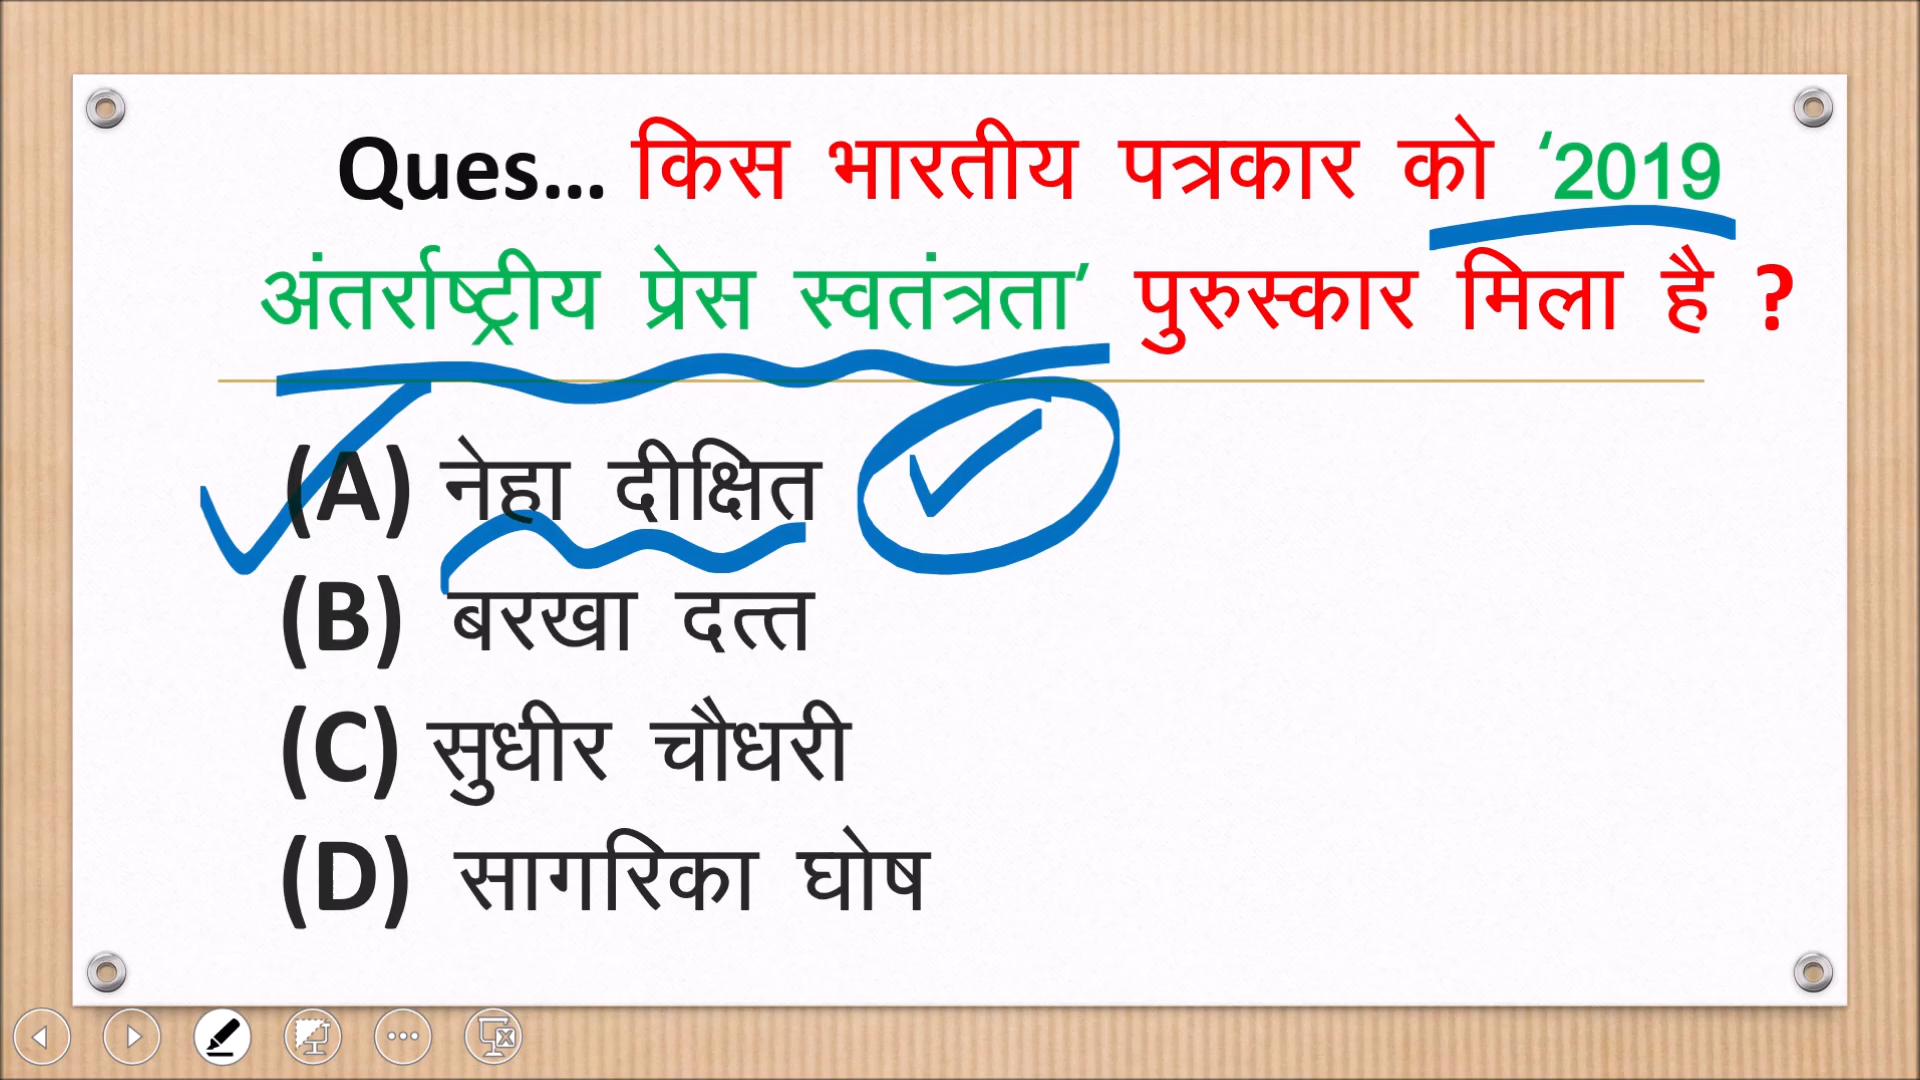 Ques... किस भारतीय पत्रकार को ‘2019
अंतर्राष्ट्रीय प्रेस स्वतंत्रता’ पुरुस्कार मिला है ?
(A) नेहा दीक्षित
(B) बरखा दत्त
(C) सुधीर चौधरी
(D) सागरिका घोष